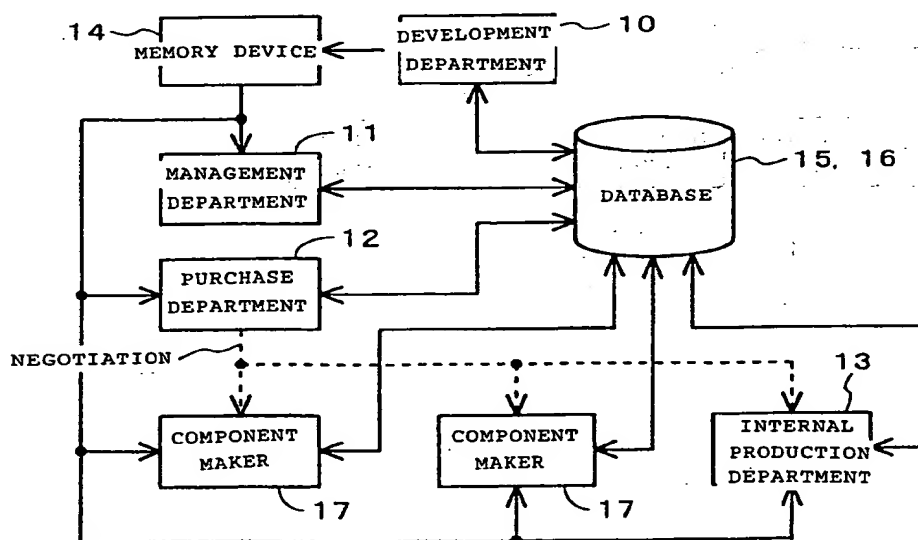 14
MEMORY DEVICE
DEVELOPMENT
DEPARTMENT
10
11
MANAGEMENT
DEPARTMENT
DATABASE
15, 16
12
PURCHASE
DEPARTMENT
NEGOTIATION
13
COMPONENT
MAKER
17
COMPONENT
MAKER
17
INTERNAL
PRODUCTION
DEPARTMENT